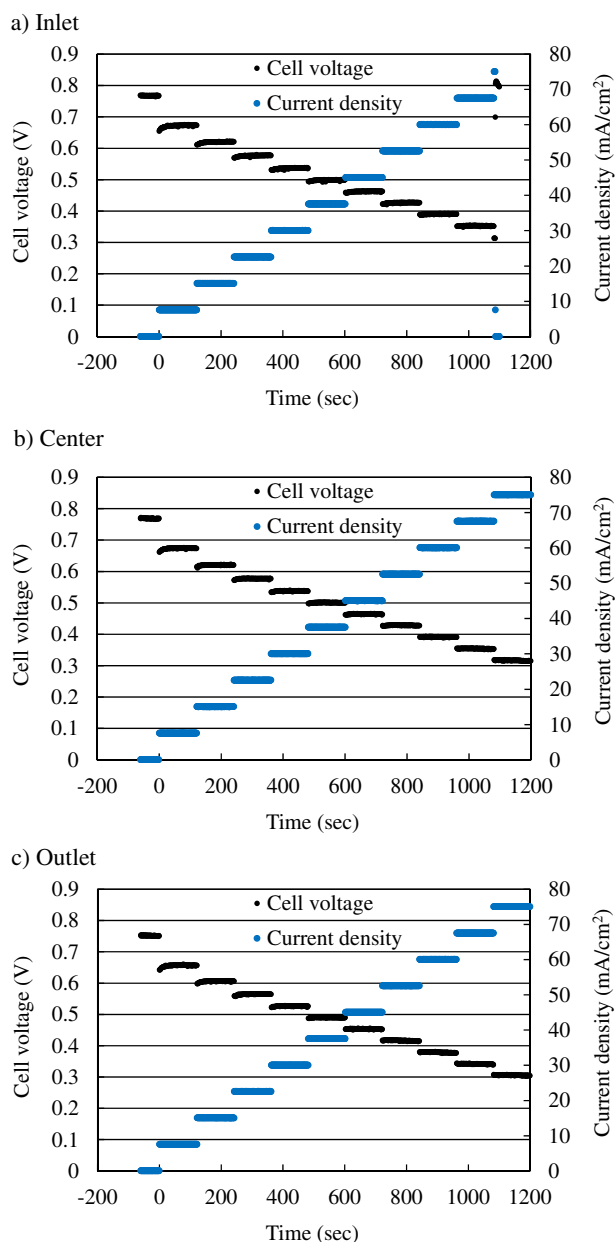 a) Inlet
0.9
0.8
0.7
0.6
0.5
0.4
0.3
0.2
0.1
0
Cell voltage (V)
Cell voltage
Current density
80
70
60
50
40
30
20
10
0
Current density (mA/cm2)
-200 0 200 400 600 800 1000 1200
Time (sec)
b) Center
0.9
0.8
0.7
0.6
0.5
0.4
0.3
0.2
0.1
0
Cell voltage (V)
Cell voltage
Current density
80
70
60
50
40
30
20
10
0
Current density (mA/cm2)
-200 0 200 400 600 800 1000 1200
Time (sec)
c) Outlet
0.9
0.8
0.7
0.6
0.5
0.4
0.3
0.2
0.1
0
Cell voltage (V)
Cell voltage
Current density
80
70
60
50
40
30
20
10
0
Current density (mA/cm2)
-200 0 200 400 600 800 1000 1200
Time (sec)